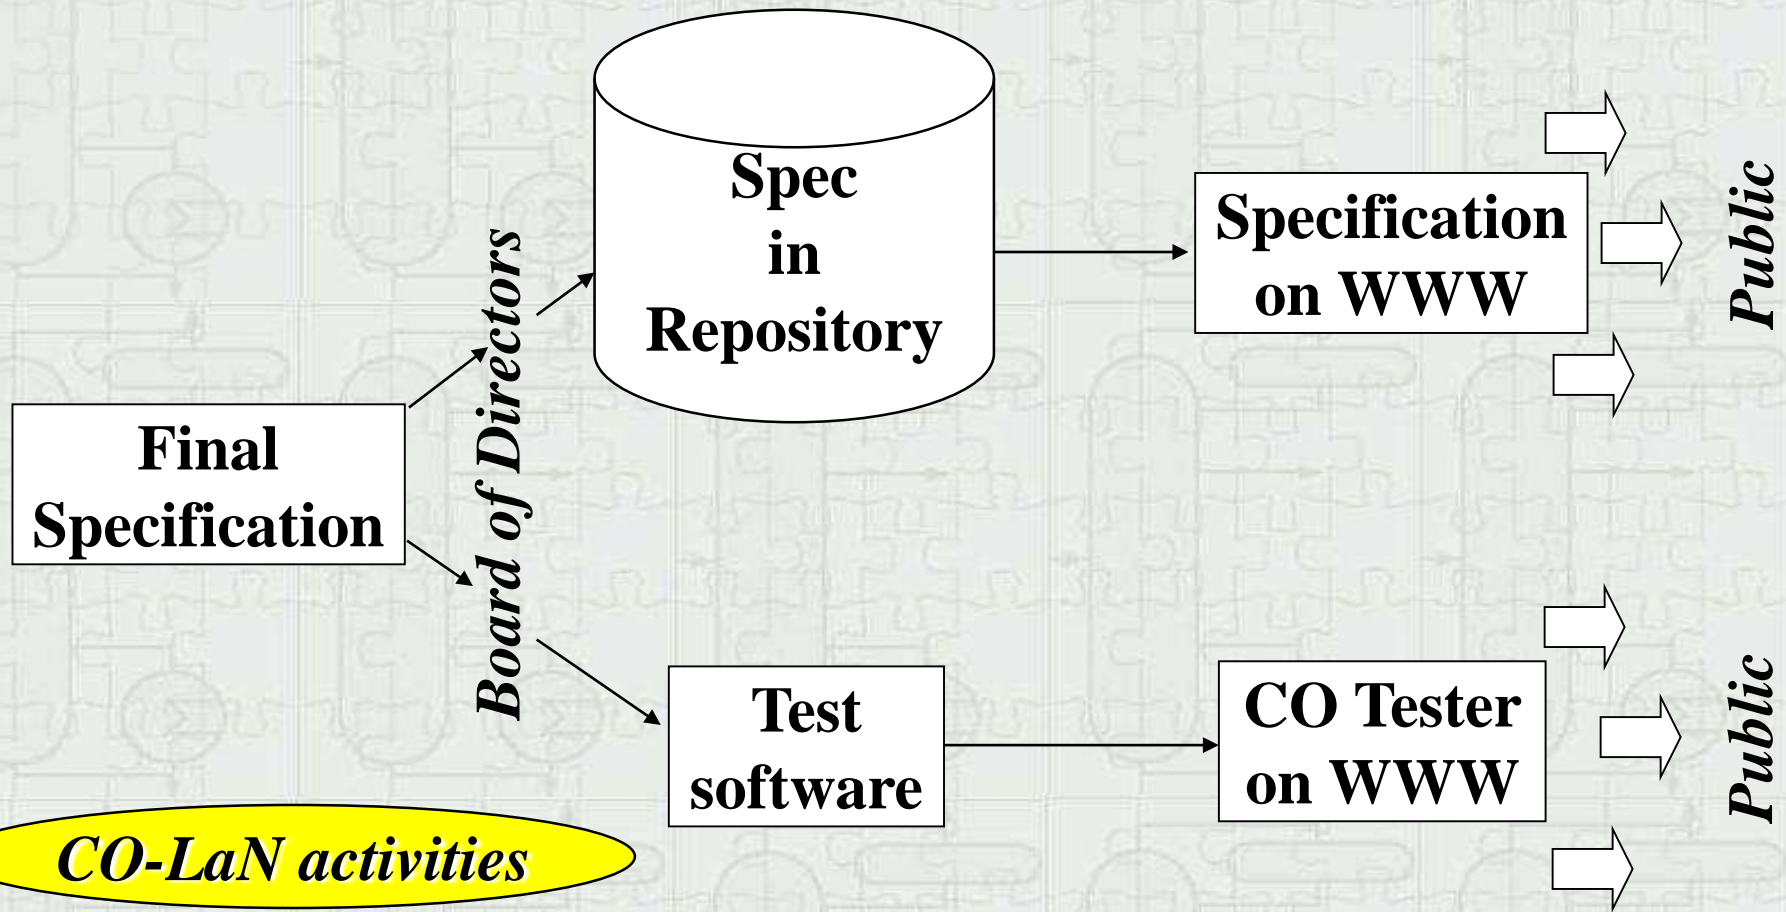 Final
Specification
Board of Directors
Spec
in
Repository
Specification
on WWW
Public
Test
software
CO Tester
on WWW
Public
CO-LaN activities